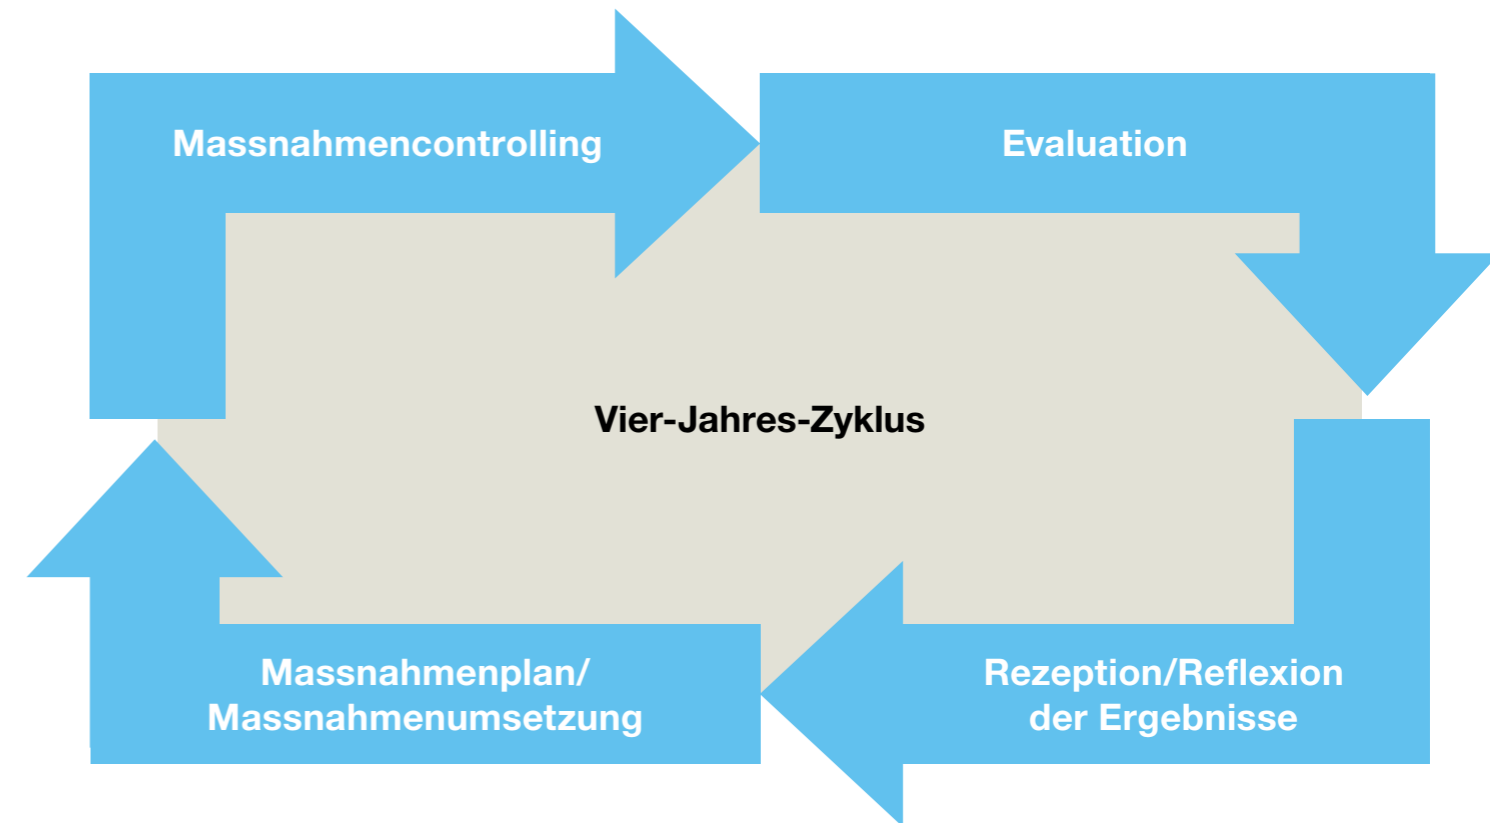 Massnahmencontrolling
Evaluation
Vier-Jahres-Zyklus
Massnahmenplan/
Massnahmenumsetzung
Rezeption/Reflexion
der Ergebnisse